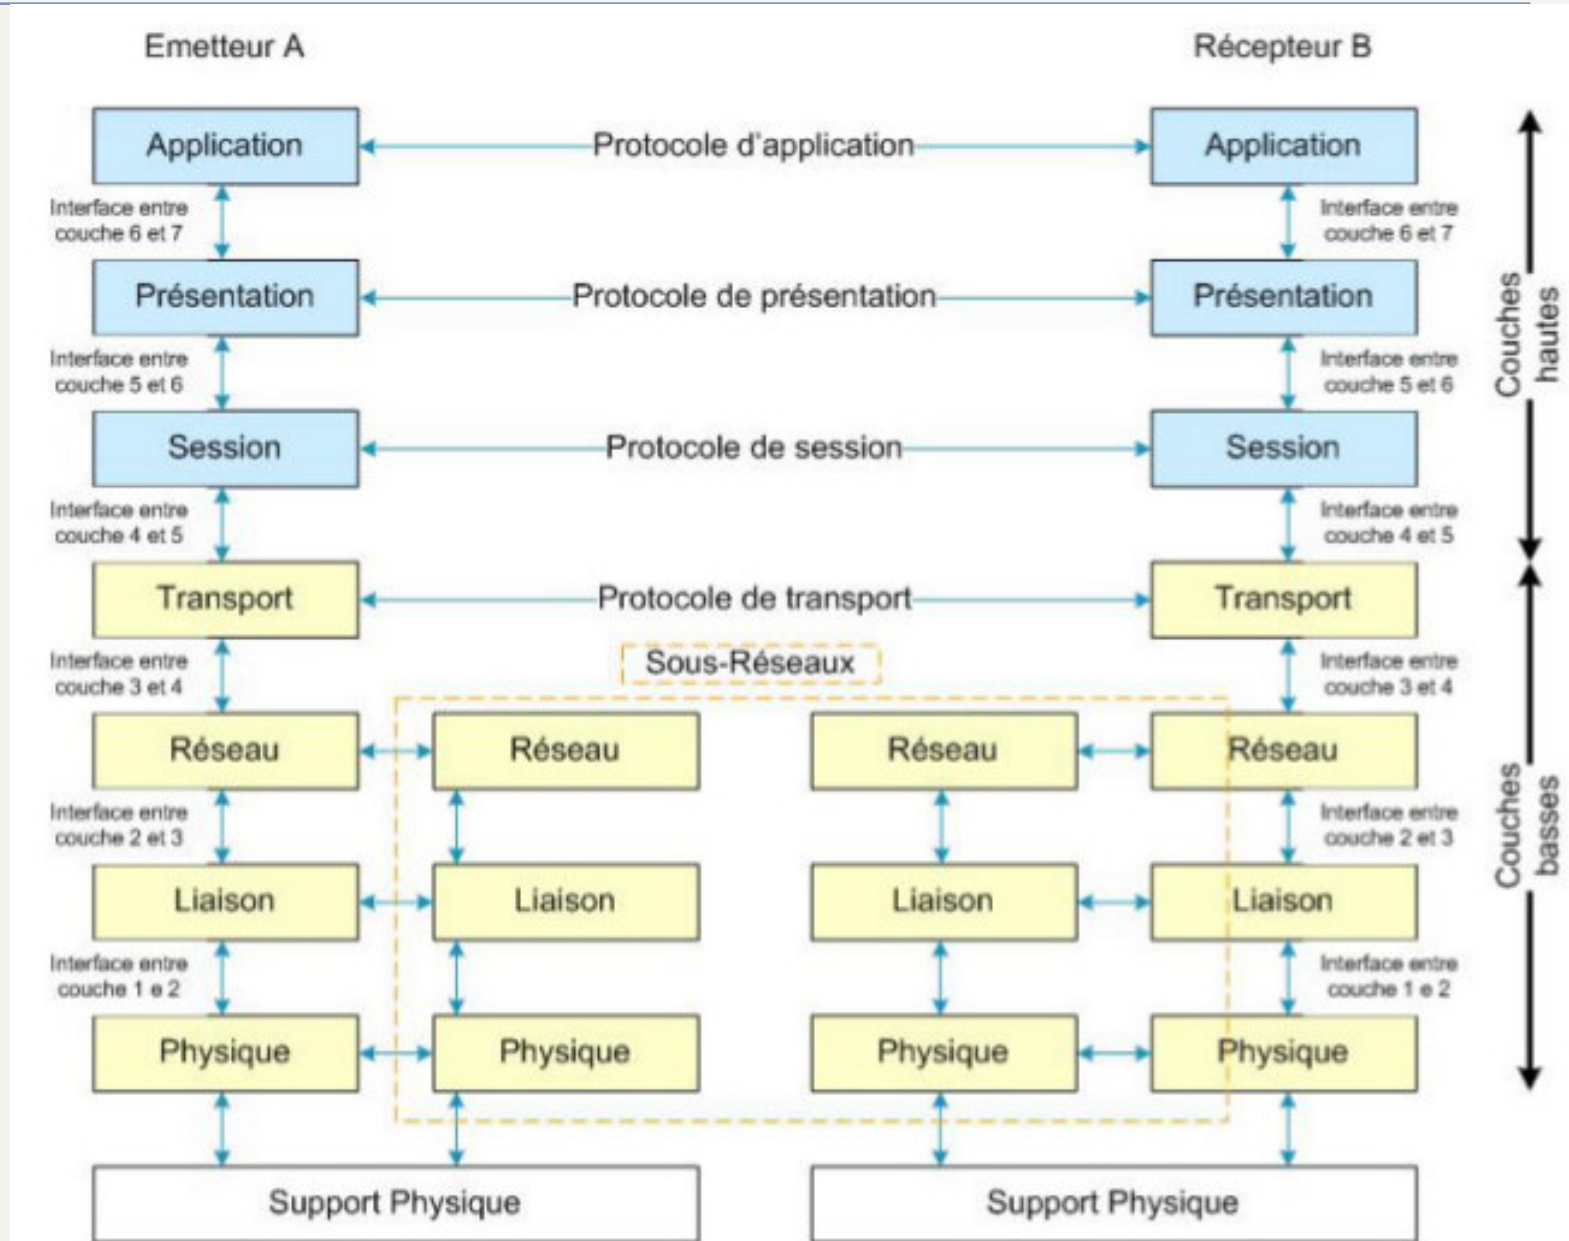 Emetteur A
Récepteur B
Application
Protocole d'application
Application
Interface entre
couche 6 et 7
Interface entre
couche 6 et 7
Présentation
Protocole de présentation
Présentation
Interface entre
couche 5 et 6
Interface entre
couche 5 et 6
Couches
hautes
Session
Protocole de session
Session
Interface entre
couche 4 et 5
Interface entre
couche 4 et 5
Transport
Protocole de transport
Transport
Interface entre
couche 3 et 4
Sous-Réseaux
Interface entre
couche 3 et 4
Réseau
Réseau
Réseau
Réseau
Interface entre
couche 2 et 3
Interface entre
couche 2 et 3
Couches
basses
Liaison
Liaison
Liaison
Liaison
Interface entre
couche 1 e 2
Interface entre
couche 1 e 2
Physique
Physique
Physique
Physique
Support Physique
Support Physique